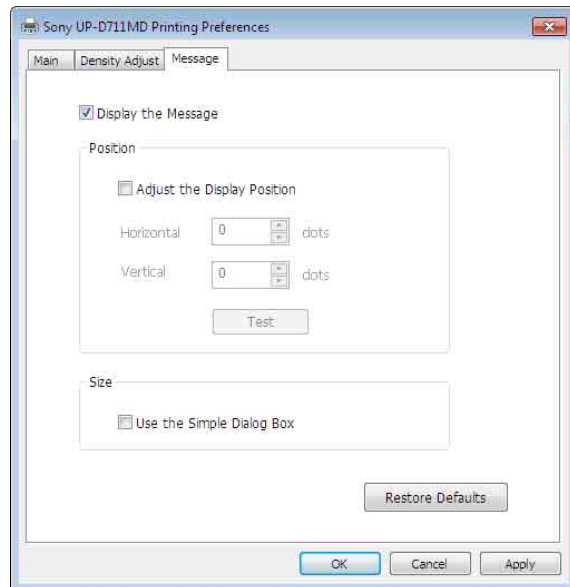 Sony UP-D711MD Printing Preferences
Main Density Adjust Message
Display the Message
Position
Adjust the Display Position
Horizontal 0 dots
Vertical 0 dots
Test
Size
Use the Simple Dialog Box
Restore Defaults
OK Cancel Apply